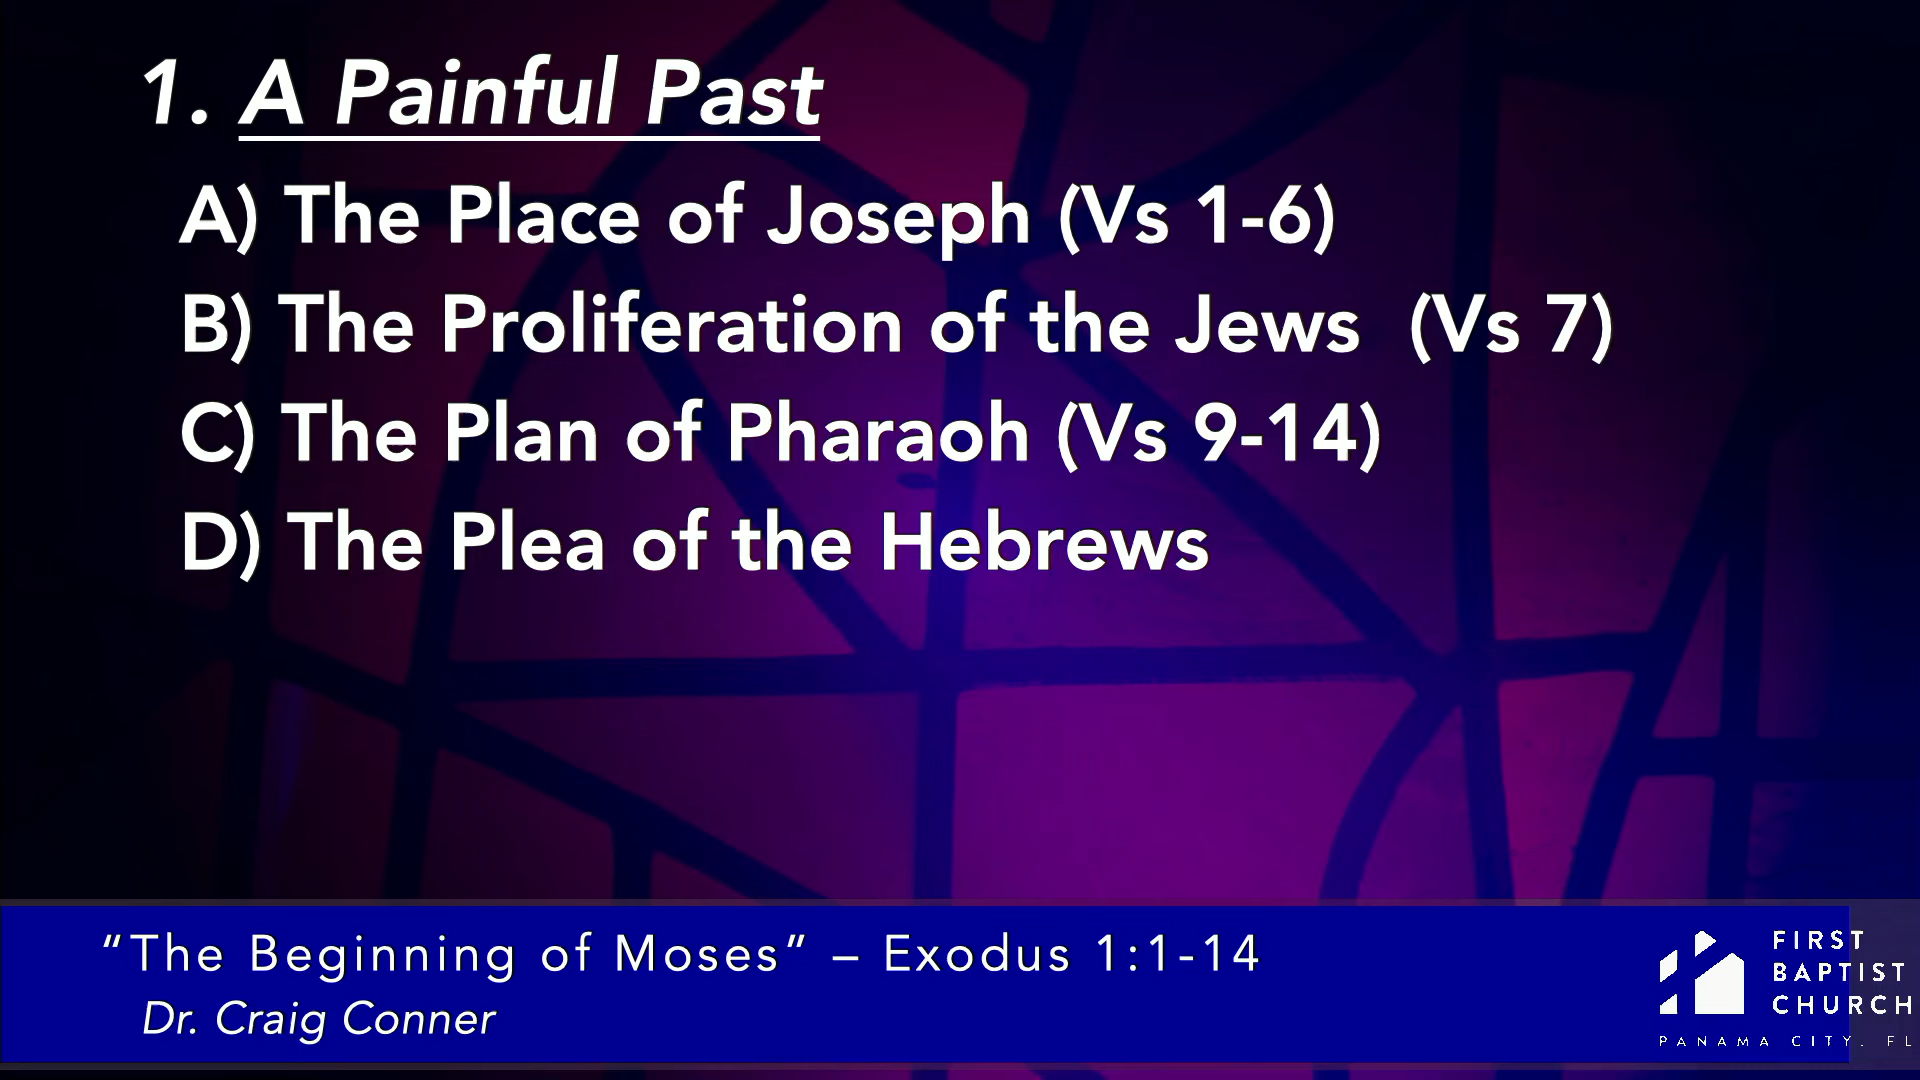 1. A Painful Past
A) The Place of Joseph (Vs 1-6)
B) The Proliferation of the Jews  (Vs 7)
C) The Plan of Pharaoh (Vs 9-14)
D) The Plea of the Hebrews
“The Beginning of Moses” – Exodus 1:1-14
Dr. Craig Conner
FIRST
BAPTIST
CHURCH
PANAMA CITY, FL